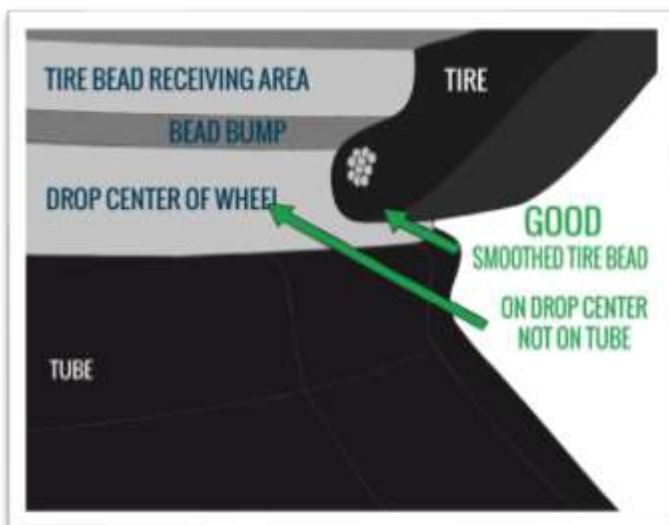 TIRE BEAD RECEIVING AREA
TIRE
BEAD BUMP
DROP CENTER OF WHEEL
GOOD
SMOOTHED TIRE BEAD
ON DROP CENTER
NOT ON TUBE
TUBE